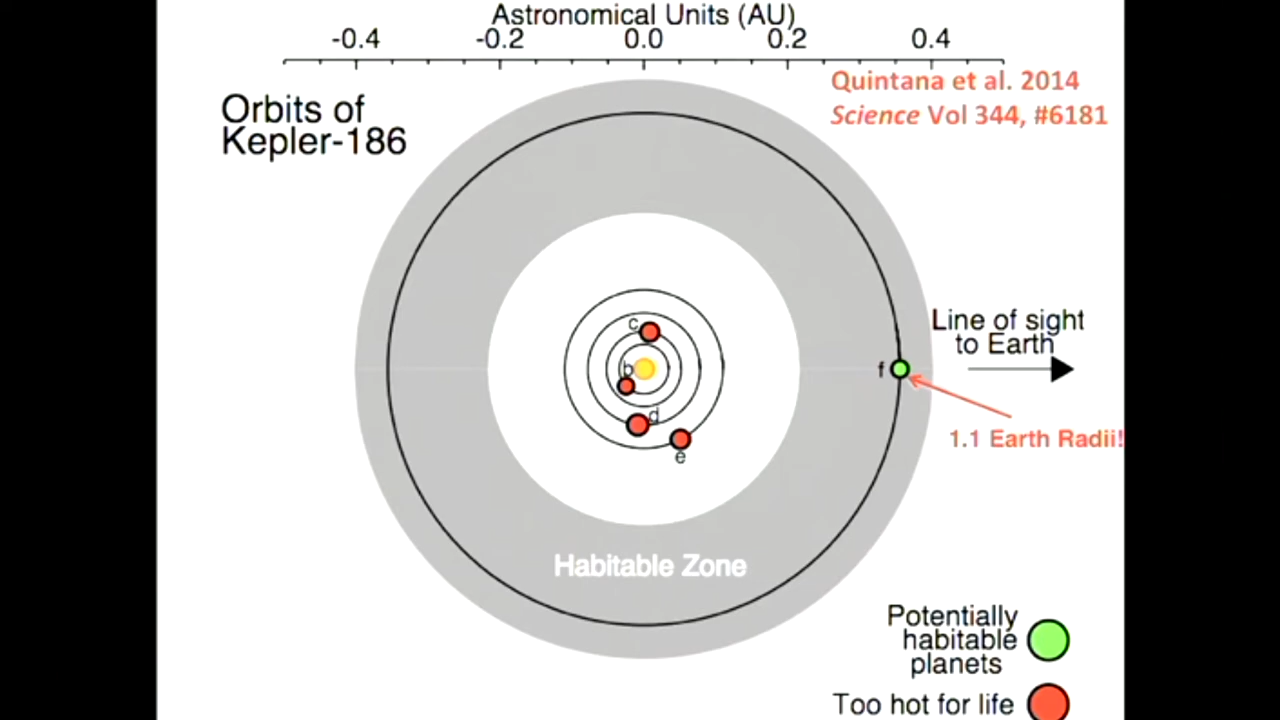 Astronomical Units (AU)
-0.4 -0.2 0.0 0.2 0.4
Quintana et al. 2014
Science Vol 344, #6181
Orbits of
Kepler-186
Line of sight
to Earth
c
b
f
d
e
1.1 Earth Radii!
Habitable Zone
Potentially
habitable
planets
Too hot for life